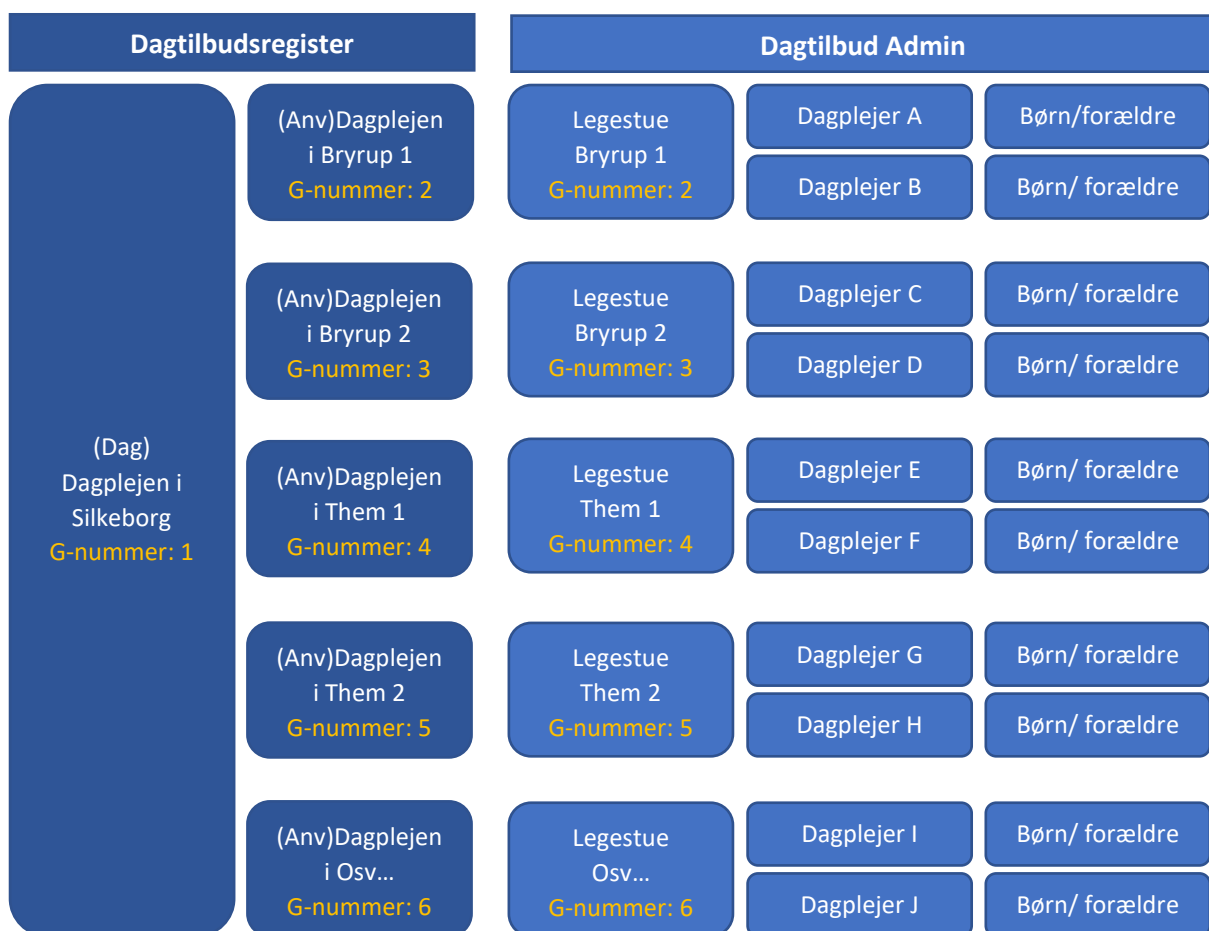 Dagtilbudsregister
Dagtilbud Admin
(Dag)
Dagplejen i
Silkeborg
G-nummer: 1
(Anv)Dagplejen
i Bryrup 1
G-nummer: 2
Legestue
Bryrup 1
G-nummer: 2
Dagplejer A
Børn/forældre
Dagplejer B
Børn/ forældre
(Anv)Dagplejen
i Bryrup 2
G-nummer: 3
Legestue
Bryrup 2
G-nummer: 3
Dagplejer C
Børn/ forældre
Dagplejer D
Børn/ forældre
(Anv)Dagplejen
i Them 1
G-nummer: 4
Legestue
Them 1
G-nummer: 4
Dagplejer E
Børn/ forældre
Dagplejer F
Børn/ forældre
(Anv)Dagplejen
i Them 2
G-nummer: 5
Legestue
Them 2
G-nummer: 5
Dagplejer G
Børn/ forældre
Dagplejer H
Børn/ forældre
(Anv)Dagplejen
i Osv…
G-nummer: 6
Legestue
Osv…
G-nummer: 6
Dagplejer I
Børn/ forældre
Dagplejer J
Børn/ forældre